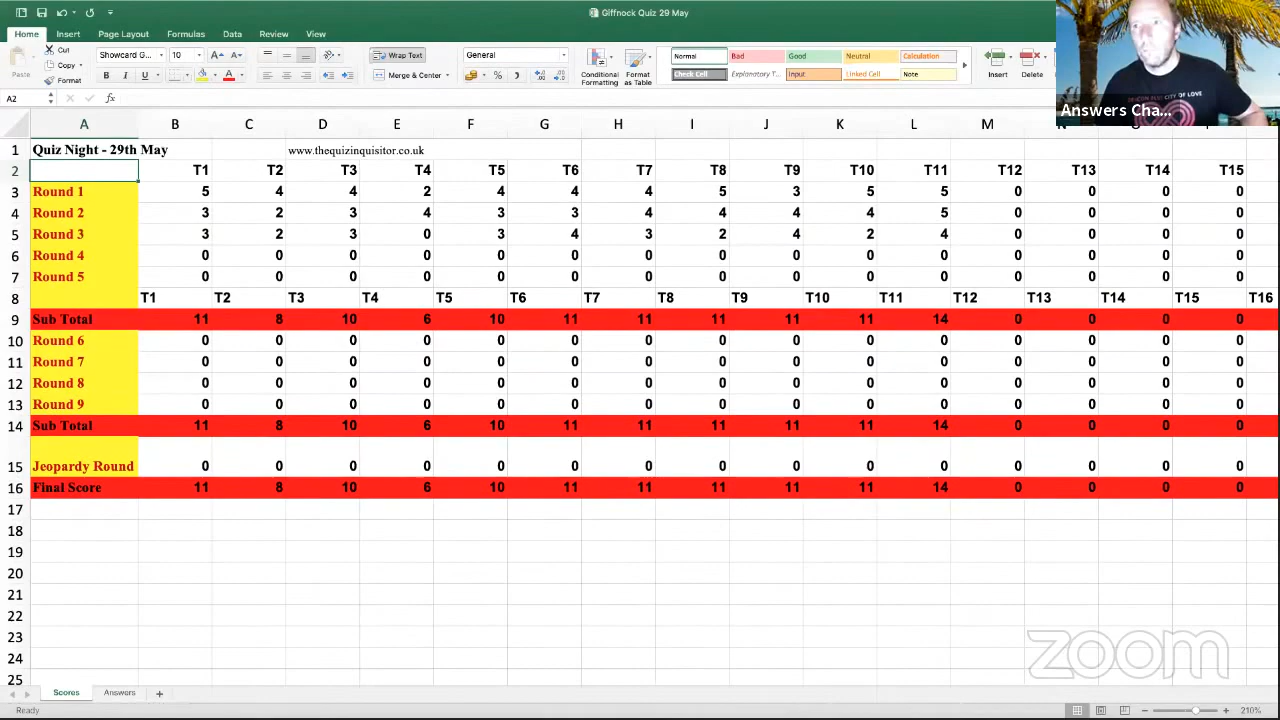 Giffnock Quiz 29 May
Home Insert Page Layout Formulas Data Review View
Cut
Copy
Format
Paste
Showcard G... 10
B I U
Wrap Text
Merge & Center
General
Conditional Formatting
Format as Table
Normal Bad Good Neutral Calculation
Check Cell Explanatory T... Input Linked Cell Note
Insert Delete
CITY OF LOVE
Answers Cha...
A2 fx
A B C D E F G H I J K L M N
1 Quiz Night - 29th May www.thequizinquisitor.co.uk
2 T1 T2 T3 T4 T5 T6 T7 T8 T9 T10 T11 T12 T13 T14 T15
3 Round 1 5 4 4 2 4 4 4 5 3 5 5 0 0 0 0
4 Round 2 3 2 3 4 3 3 4 4 4 4 5 0 0 0 0
5 Round 3 3 2 3 0 3 4 3 2 4 2 4 0 0 0 0
6 Round 4 0 0 0 0 0 0 0 0 0 0 0 0 0 0 0
7 Round 5 0 0 0 0 0 0 0 0 0 0 0 0 0 0 0
8 T1 T2 T3 T4 T5 T6 T7 T8 T9 T10 T11 T12 T13 T14 T15 T16
9 Sub Total 11 8 10 6 10 11 11 11 11 11 14 0 0 0 0
10 Round 6 0 0 0 0 0 0 0 0 0 0 0 0 0 0 0
11 Round 7 0 0 0 0 0 0 0 0 0 0 0 0 0 0 0
12 Round 8 0 0 0 0 0 0 0 0 0 0 0 0 0 0 0
13 Round 9 0 0 0 0 0 0 0 0 0 0 0 0 0 0 0
14 Sub Total 11 8 10 6 10 11 11 11 11 11 14 0 0 0 0
15 Jeopardy Round 0 0 0 0 0 0 0 0 0 0 0 0 0 0 0
16 Final Score 11 8 10 6 10 11 11 11 11 11 14 0 0 0 0
17
18
19
20
21
22
23
24
25
zoom
Scores Answers
Ready 210%